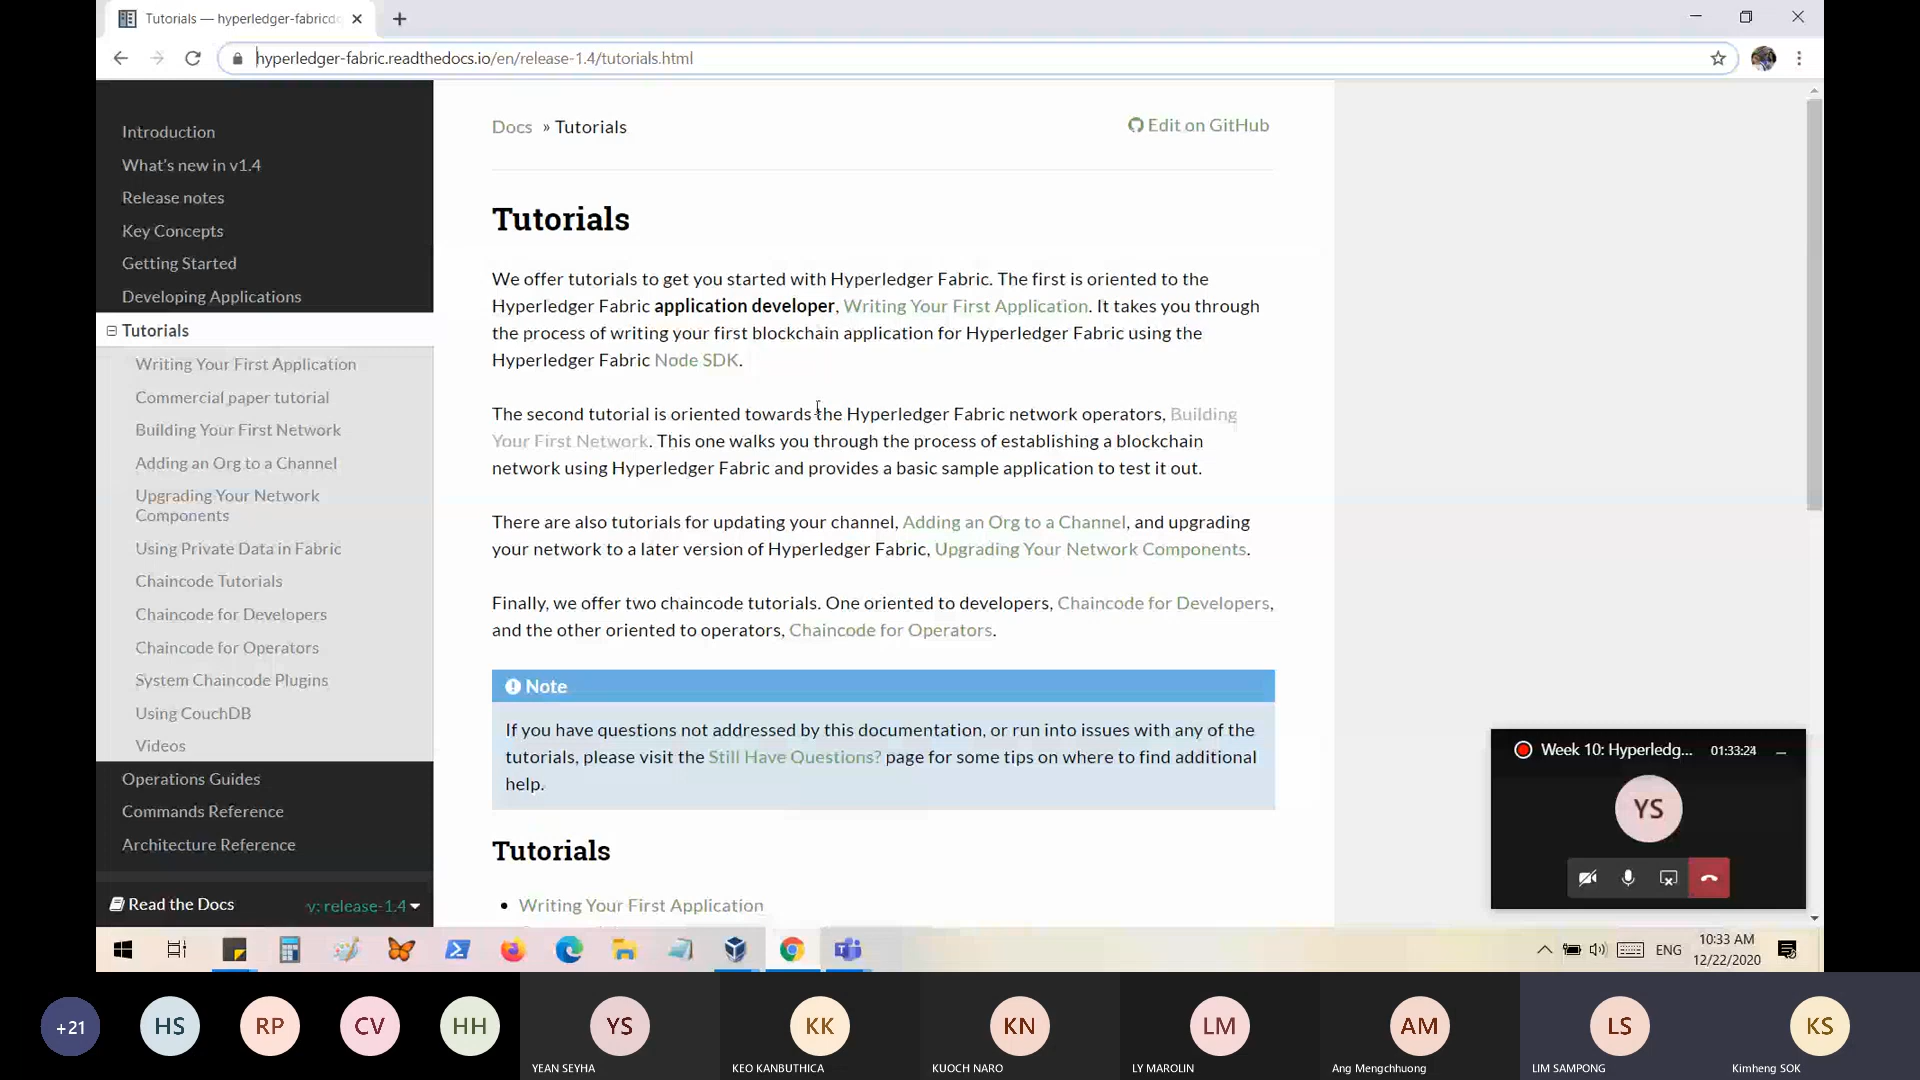 Tutorials — hyperledger-fabricdo
hyperledger-fabric.readthedocs.io/en/release-1.4/tutorials.html
Introduction
What's new in v1.4
Release notes
Key Concepts
Getting Started
Developing Applications
Tutorials
Writing Your First Application
Commercial paper tutorial
Building Your First Network
Adding an Org to a Channel
Upgrading Your Network
Components
Using Private Data in Fabric
Chaincode Tutorials
Chaincode for Developers
Chaincode for Operators
System Chaincode Plugins
Using CouchDB
Videos
Operations Guides
Commands Reference
Architecture Reference
Read the Docs
v: release-1.4
Docs » Tutorials
Edit on GitHub
Tutorials
We offer tutorials to get you started with Hyperledger Fabric. The first is oriented to the
Hyperledger Fabric application developer, Writing Your First Application. It takes you through
the process of writing your first blockchain application for Hyperledger Fabric using the
Hyperledger Fabric Node SDK.
The second tutorial is oriented towards the Hyperledger Fabric network operators, Building
Your First Network. This one walks you through the process of establishing a blockchain
network using Hyperledger Fabric and provides a basic sample application to test it out.
There are also tutorials for updating your channel, Adding an Org to a Channel, and upgrading
your network to a later version of Hyperledger Fabric, Upgrading Your Network Components.
Finally, we offer two chaincode tutorials. One oriented to developers, Chaincode for Developers,
and the other oriented to operators, Chaincode for Operators.
Note
If you have questions not addressed by this documentation, or run into issues with any of the
tutorials, please visit the Still Have Questions? page for some tips on where to find additional
help.
Tutorials
• Writing Your First Application
Week 10: Hyperledg... 01:33:24
YS
ENG
10:33 AM
12/22/2020
+21
HS
RP
CV
HH
YS
KK
KN
LM
AM
LS
KS
YEAN SEYHA
KEO KANBUTHICA
KUOCH NARO
LY MAROLIN
Ang Mengchhuong
LIM SAMPONG
Kimheng SOK